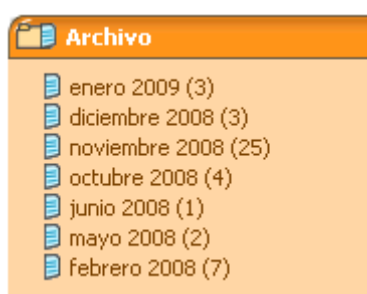 Archivo
enero 2009 (3)
diciembre 2008 (3)
noviembre 2008 (25)
octubre 2008 (4)
junio 2008 (1)
mayo 2008 (2)
febrero 2008 (7)